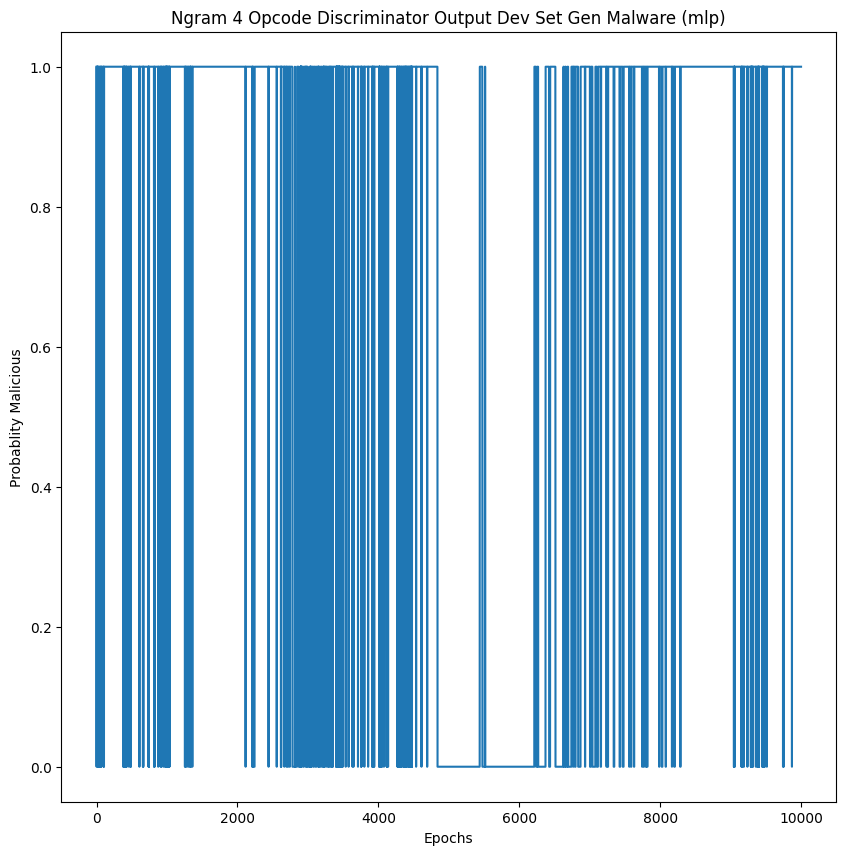 Ngram 4 Opcode Discriminator Output Dev Set Gen Malware (mlp)
1.0
0.8
0.6
0.4
0.2
0.0
Probablity Malicious
0 2000 4000 6000 8000 10000
Epochs